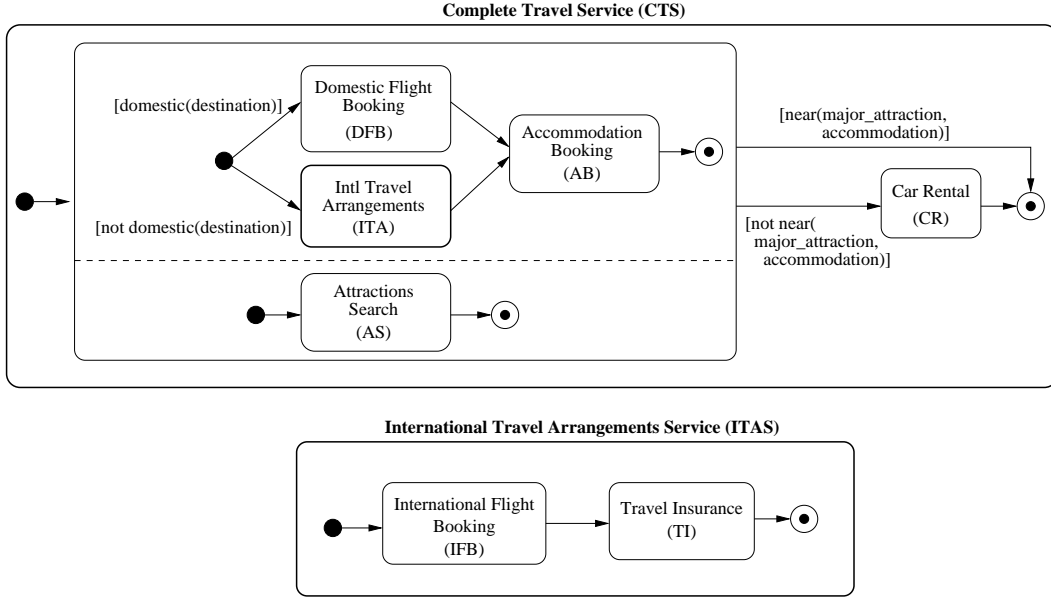 Complete Travel Service (CTS)
[domestic(destination)]
Domestic Flight
Booking
(DFB)
[not domestic(destination)]
Intl Travel
Arrangements
(ITA)
Accommodation
Booking
(AB)
[near(major_attraction,
accommodation)]
[not near(
major_attraction,
accommodation)]
Car Rental
(CR)
Attractions
Search
(AS)
International Travel Arrangements Service (ITAS)
International Flight
Booking
(IFB)
Travel Insurance
(TI)